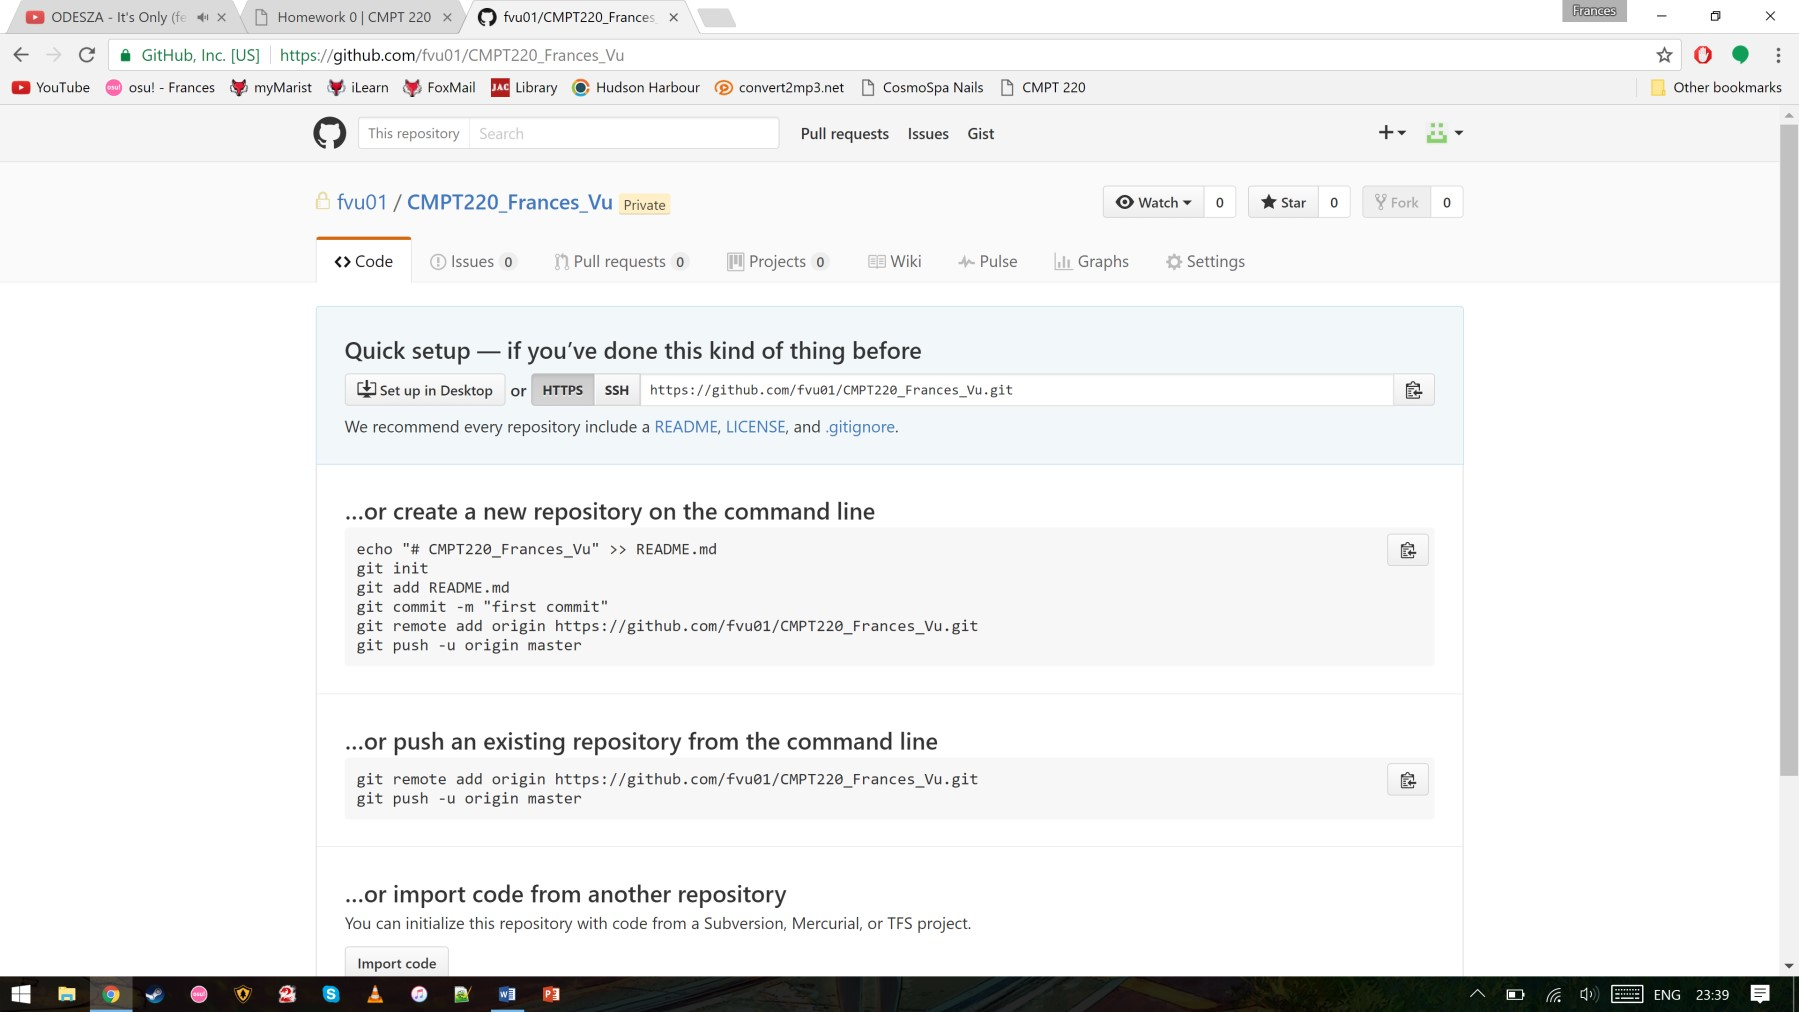 ODESZA - It's Only (fe
Homework 0 | CMPT 220
fvu01/CMPT220_Frances_
Frances
GitHub, Inc. [US]
https://github.com/fvu01/CMPT220_Frances_Vu
YouTube
osu!
osu! - Frances
myMarist
iLearn
FoxMail
JAC
Library
Hudson Harbour
convert2mp3.net
CosmoSpa Nails
CMPT 220
Other bookmarks
This repository
Search
Pull requests
Issues
Gist
fvu01 / CMPT220_Frances_Vu
Private
Watch
0
Star
0
Fork
0
Code
Issues 0
Pull requests 0
Projects 0
Wiki
Pulse
Graphs
Settings
Quick setup — if you’ve done this kind of thing before
Set up in Desktop
or
HTTPS
SSH
https://github.com/fvu01/CMPT220_Frances_Vu.git
We recommend every repository include a README, LICENSE, and .gitignore.
…or create a new repository on the command line
echo "# CMPT220_Frances_Vu" >> README.md
git init
git add README.md
git commit -m "first commit"
git remote add origin https://github.com/fvu01/CMPT220_Frances_Vu.git
git push -u origin master
…or push an existing repository from the command line
git remote add origin https://github.com/fvu01/CMPT220_Frances_Vu.git
git push -u origin master
…or import code from another repository
You can initialize this repository with code from a Subversion, Mercurial, or TFS project.
Import code
osu!
ENG
23:39